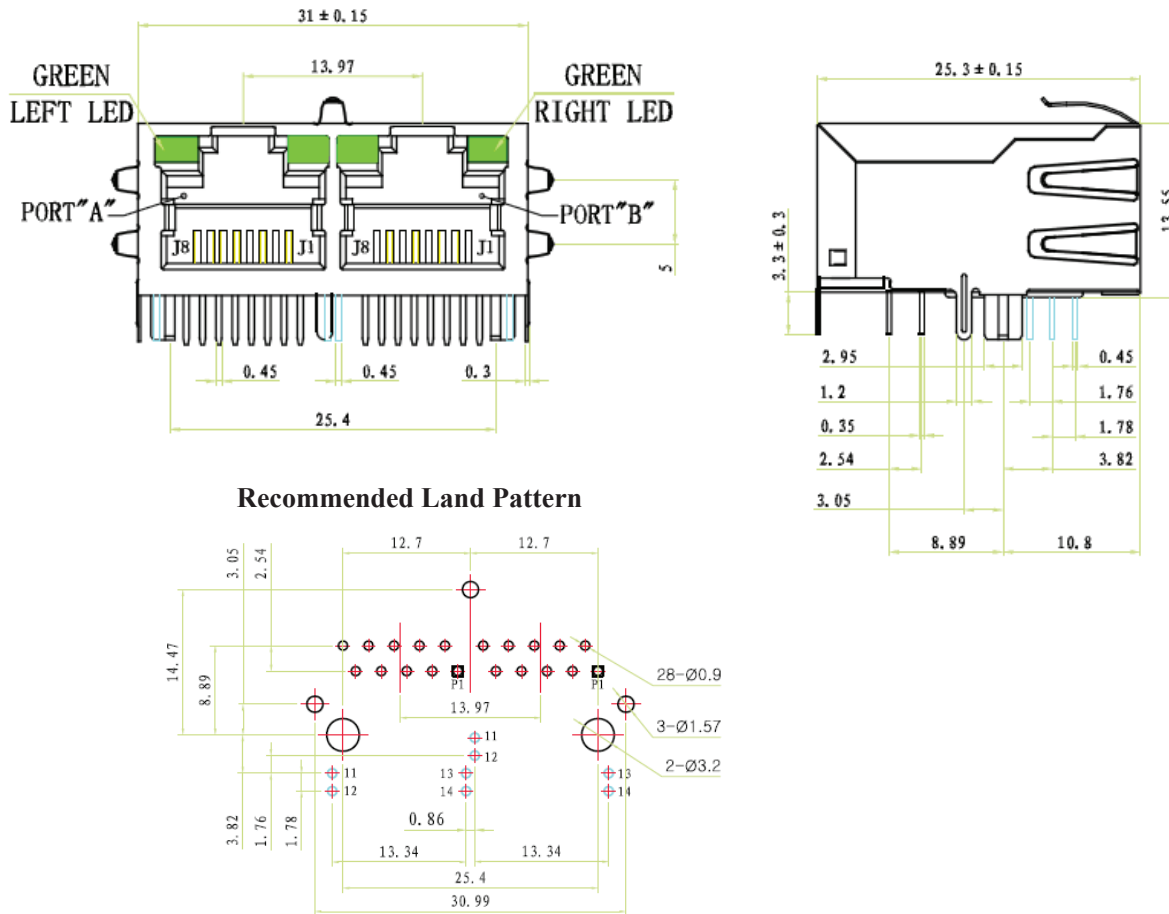 31 ± 0.15
13.97
GREEN
LEFT LED
GREEN
RIGHT LED
PORT"A"
PORT"B"
J8
J1
J8
J1
5
0.45
0.45
0.3
25.4
25.3 ± 0.15
13.55
3.3 ± 0.3
2.95
0.45
1.2
1.76
0.35
1.78
2.54
3.82
3.05
8.89
10.8
Recommended Land Pattern
12.7
12.7
3.05
2.54
14.47
8.89
P1
P1
28-Ø0.9
13.97
3-Ø1.57
11
12
2-Ø3.2
11
13
13
12
14
14
3.82
1.76
1.78
0.86
13.34
13.34
25.4
30.99